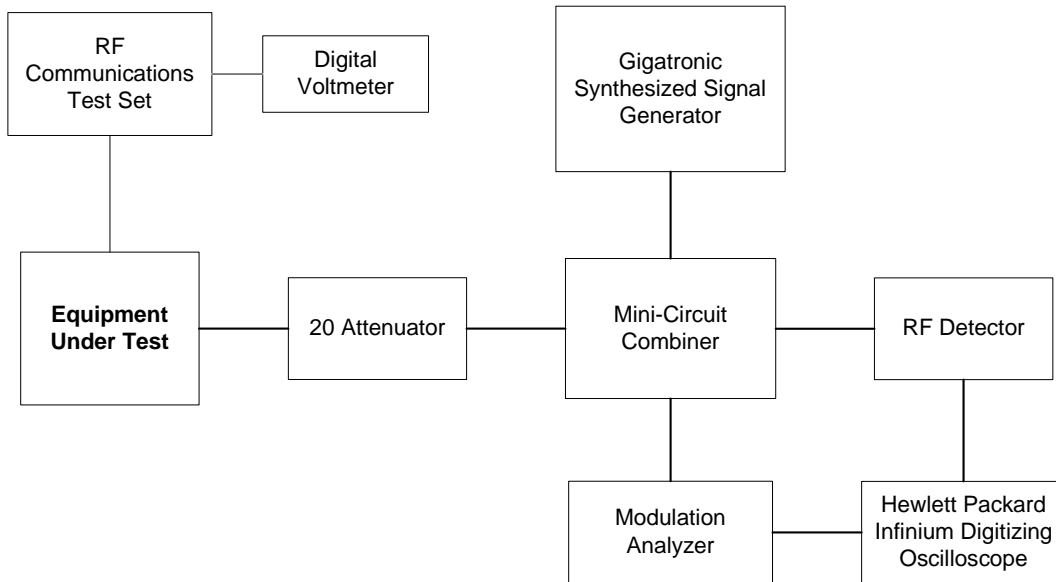 RF
Communications
Test Set
Digital
Voltmeter
Gigatronic
Synthesized Signal
Generator
Equipment
Under Test
20 Attenuator
Mini-Circuit
Combiner
RF Detector
Modulation
Analyzer
Hewlett Packard
Infinium Digitizing
Oscilloscope